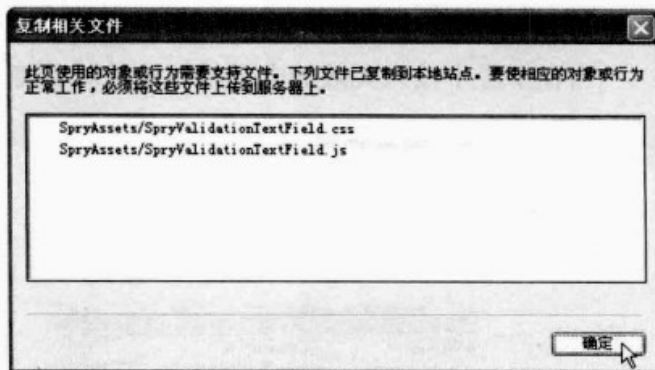 复制相关文件
此页使用的对象或行为需要支持文件。下列文件已复制到本地站点。要使相应的对象或行为
正常工作，必须将这些文件上传到服务器上。
SpryAssets/SpryValidationTextField.css
SpryAssets/SpryValidationTextField.js
确定